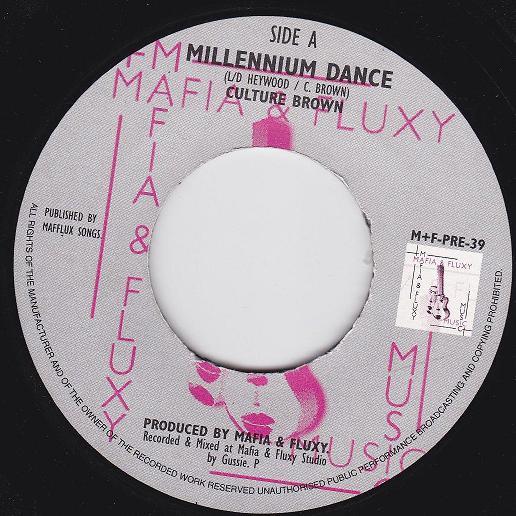 SIDE A
MILLENNIUM DANCE
(L/D HEYWOOD / C. BROWN)
CULTURE BROWN
MAFIA & FLUXY
MAFIA & FLUXY
MUSIC
MUSIC
PUBLISHED BY
MAFFLUX SONGS
M+F-PRE-39
MAFIA & FLUXY
MUSIC
PRODUCED BY MAFIA & FLUXY.
Recorded & Mixed at Mafia & Fluxy Studio
by Gussie. P
ALL RIGHTS OF THE MANUFACTURER AND OF THE OWNER OF THE RECORDED WORK RESERVED UNAUTHORISED PUBLIC PERFORMANCE BROADCASTING AND COPYING PROHIBITED.